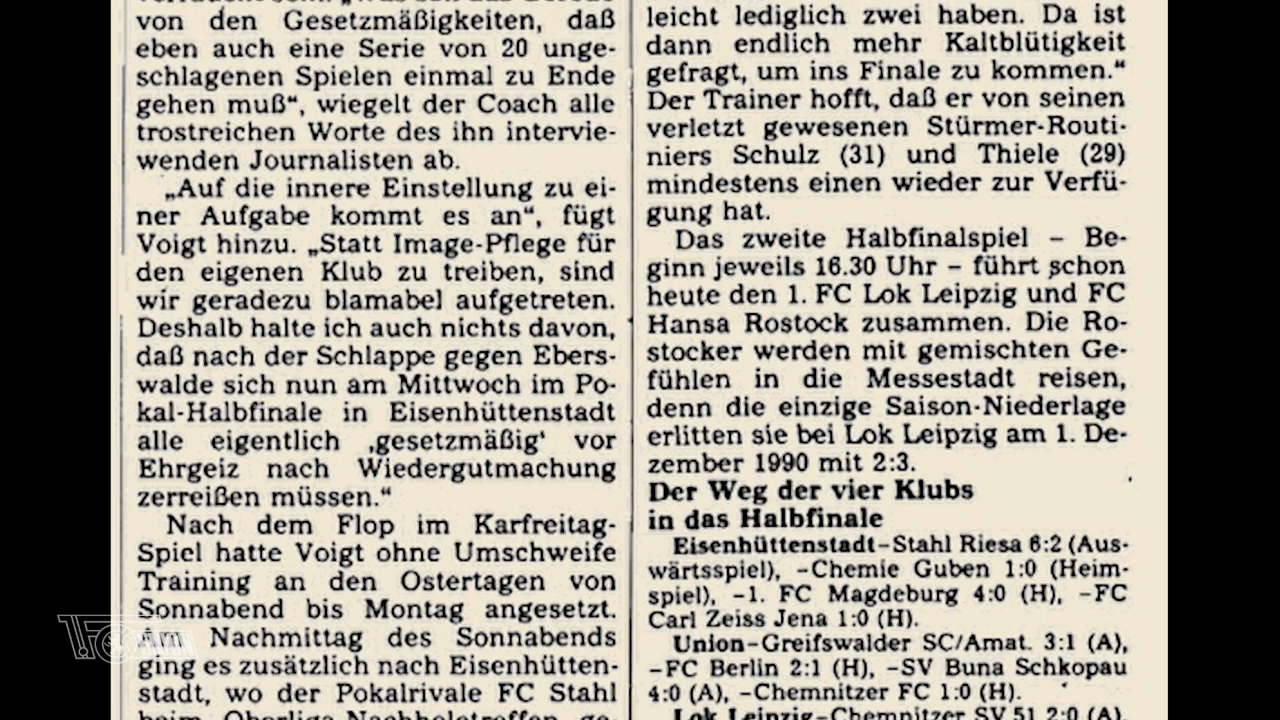 von den Gesetzmäßigkeiten, daß
eben auch eine Serie von 20 unge-
schlagenen Spielen einmal zu Ende
gehen muß“, wiegelt der Coach alle
trostreichen Worte des ihn intervie-
wenden Journalisten ab.
„Auf die innere Einstellung zu ei-
ner Aufgabe kommt es an“, fügt
Voigt hinzu. „Statt Image-Pflege für
den eigenen Klub zu treiben, sind
wir geradezu blamabel aufgetreten.
Deshalb halte ich auch nichts davon,
daß nach der Schlappe gegen Ebers-
walde sich nun am Mittwoch im Po-
kal-Halbfinale in Eisenhüttenstadt
alle eigentlich ‚gesetzmäßig‘ vor
Ehrgeiz nach Wiedergutmachung
zerreißen müssen.“
Nach dem Flop im Karfreitag-
Spiel hatte Voigt ohne Umschweife
Training an den Ostertagen von
Sonnabend bis Montag angesetzt.
Am Nachmittag des Sonnabends
ging es zusätzlich nach Eisenhütten-
stadt, wo der Pokalrivale FC Stahl
beim Oberliga-Nachholetreffen ge-
leicht lediglich zwei haben. Da ist
dann endlich mehr Kaltblütigkeit
gefragt, um ins Finale zu kommen.“
Der Trainer hofft, daß er von seinen
verletzt gewesenen Stürmer-Routi-
niers Schulz (31) und Thiele (29)
mindestens einen wieder zur Verfü-
gung hat.
Das zweite Halbfinalspiel – Be-
ginn jeweils 16.30 Uhr – führt schon
heute den 1. FC Lok Leipzig und FC
Hansa Rostock zusammen. Die Ro-
stocker werden mit gemischten Ge-
fühlen in die Messestadt reisen,
denn die einzige Saison-Niederlage
erlitten sie bei Lok Leipzig am 1. De-
zember 1990 mit 2:3.
Der Weg der vier Klubs
in das Halbfinale
Eisenhüttenstadt–Stahl Riesa 6:2 (Aus-
wärtsspiel), –Chemie Guben 1:0 (Heim-
spiel), –1. FC Magdeburg 4:0 (H), –FC
Carl Zeiss Jena 1:0 (H).
Union–Greifswalder SC/Amat. 3:1 (A),
–FC Berlin 2:1 (H), –SV Buna Schkopau
4:0 (A), –Chemnitzer FC 1:0 (H).
Lok Leipzig–Chemnitzer SV 51 2:0 (A),